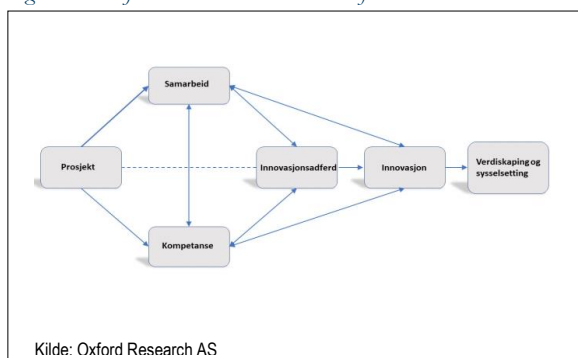 Samarbeid
Prosjekt
Innovasjonsadferd
Innovasjon
Verdiskaping og
sysselsetting
Kompetanse
Kilde: Oxford Research AS